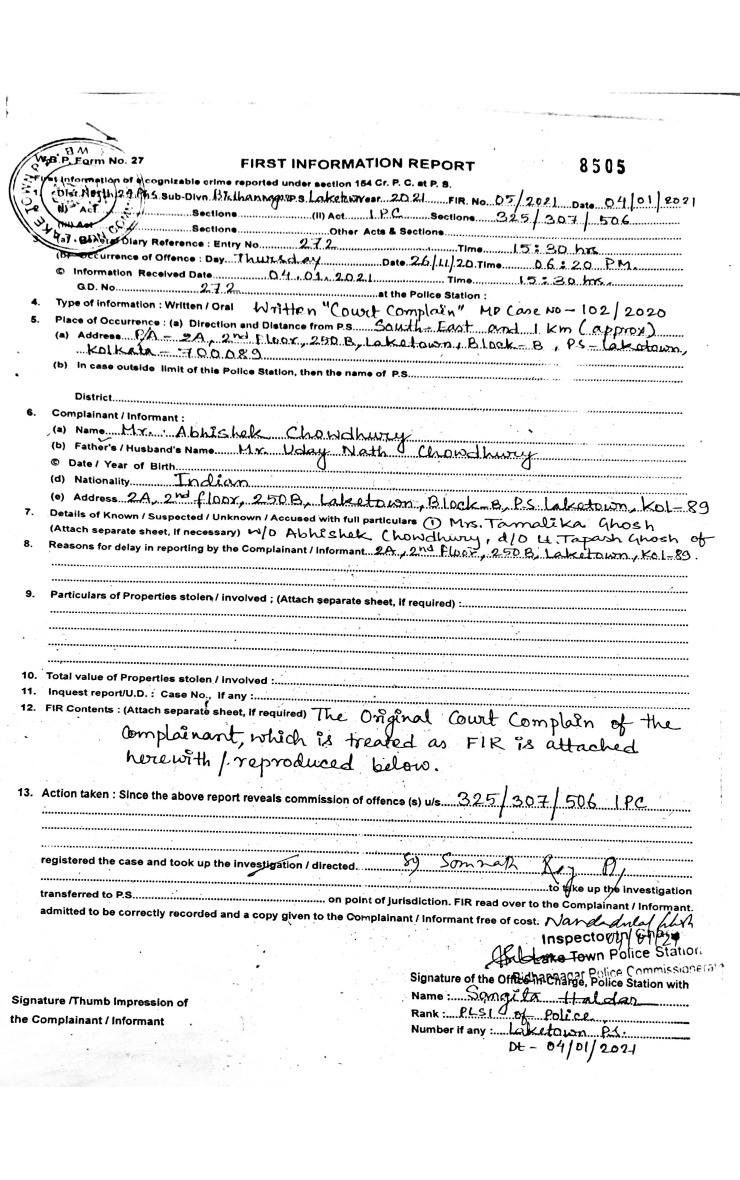 W.B.P. Form No. 27
FIRST INFORMATION REPORT 8505
First Information of a cognizable crime reported under section 154 Cr. P. C. at P. S.
1. Dist. North 24 Pgs Sub-Divn. Bidhannagar P.S. Laketown Year 2021 FIR. No. 05/2021 Date 04/01/2021
Sections (II) Act IPC Sections 325/307/506
Sections Other Acts & Sections
3. (a) General Diary Reference : Entry No 272 Time 15:30 hrs
(b) Occurrence of Offence : Day Thursday Date 26/11/20 Time 06:20 PM.
© Information Received Date 04.01.2021 Time 15:30 hrs.
G.D. No. 272 at the Police Station :
4. Type of information : Written / Oral Written "Court Complain" MP Case No - 102/2020
5. Place of Occurrence : (a) Direction and Distance from P.S. South-East and 1 Km (approx)
(a) Address P/A - 2A, 2nd Floor, 250 B, Laketown, Block-B, PS-Laketown,
Kolkata - 700089
(b) In case outside limit of this Police Station, then the name of P.S.
District
6. Complainant / Informant :
(a) Name Mr. Abhishek Chowdhury
(b) Father's / Husband's Name Mr. Uday Nath Chowdhury
© Date / Year of Birth
(d) Nationality Indian
(e) Address 2A, 2nd floor, 250B, Laketown, Block-B, P.S. Laketown, Kol-89
7. Details of Known / Suspected / Unknown / Accused with full particulars ① Mrs. Tamalika Ghosh
(Attach separate sheet, if necessary) W/O Abhishek Chowdhury, d/o Lt. Tapash Ghosh of
8. Reasons for delay in reporting by the Complainant / Informant 2A, 2nd Floor, 250B, Laketown, Kol-89.
9. Particulars of Properties stolen / involved ; (Attach separate sheet, if required) :
10. Total value of Properties stolen / involved :
11. Inquest report/U.D. : Case No., if any :
12. FIR Contents : (Attach separate sheet, if required) The Original Court Complain of the
Complainant, which is treated as FIR is attached
herewith / reproduced below.
13. Action taken : Since the above report reveals commission of offence (s) u/s 325/307/506 IPC
registered the case and took up the investigation / directed. SI Somnath Roy
to take up the investigation
transferred to P.S. on point of jurisdiction. FIR read over to the Complainant / Informant.
admitted to be correctly recorded and a copy given to the Complainant / Informant free of cost.
Lake Town Police Station
Bidhannagar Police Commissionerate
Signature of the Officer-in-Charge, Police Station with
Name : Sangita Haldar
Signature /Thumb Impression of
the Complainant / Informant
Rank : PLSI of Police
Number if any : Laketown P.S.
Dt - 04/01/2021